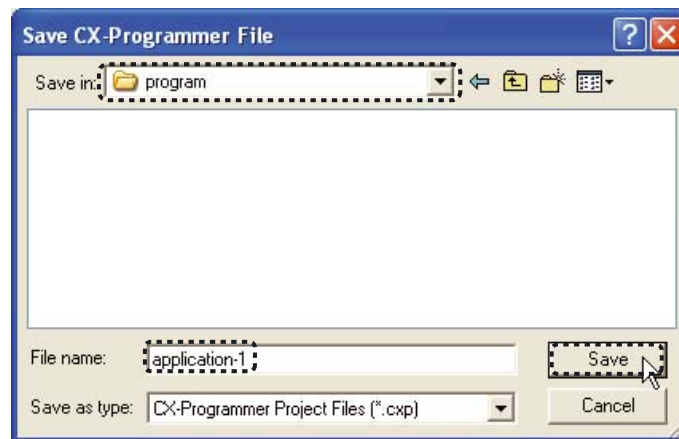 Save CX-Programmer File
Save in: program
File name: application-1 Save
Save as type: CX-Programmer Project Files (*.cxp) Cancel